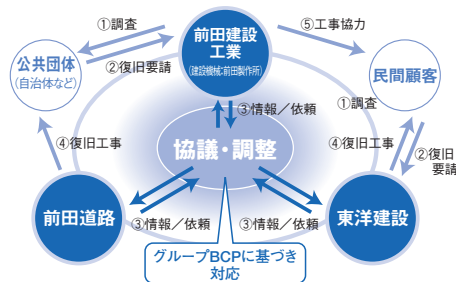 ①調査
前田建設
工業
(建設機械:前田製作所)
⑤工事協力
公共団体
(自治体など)
②復旧要請
民間顧客
③情報／依頼
①調査
④復旧工事
協議・調整
④復旧工事
②復旧
要請
前田道路
③情報／依頼
③情報／依頼
東洋建設
グループBCPに基づき
対応